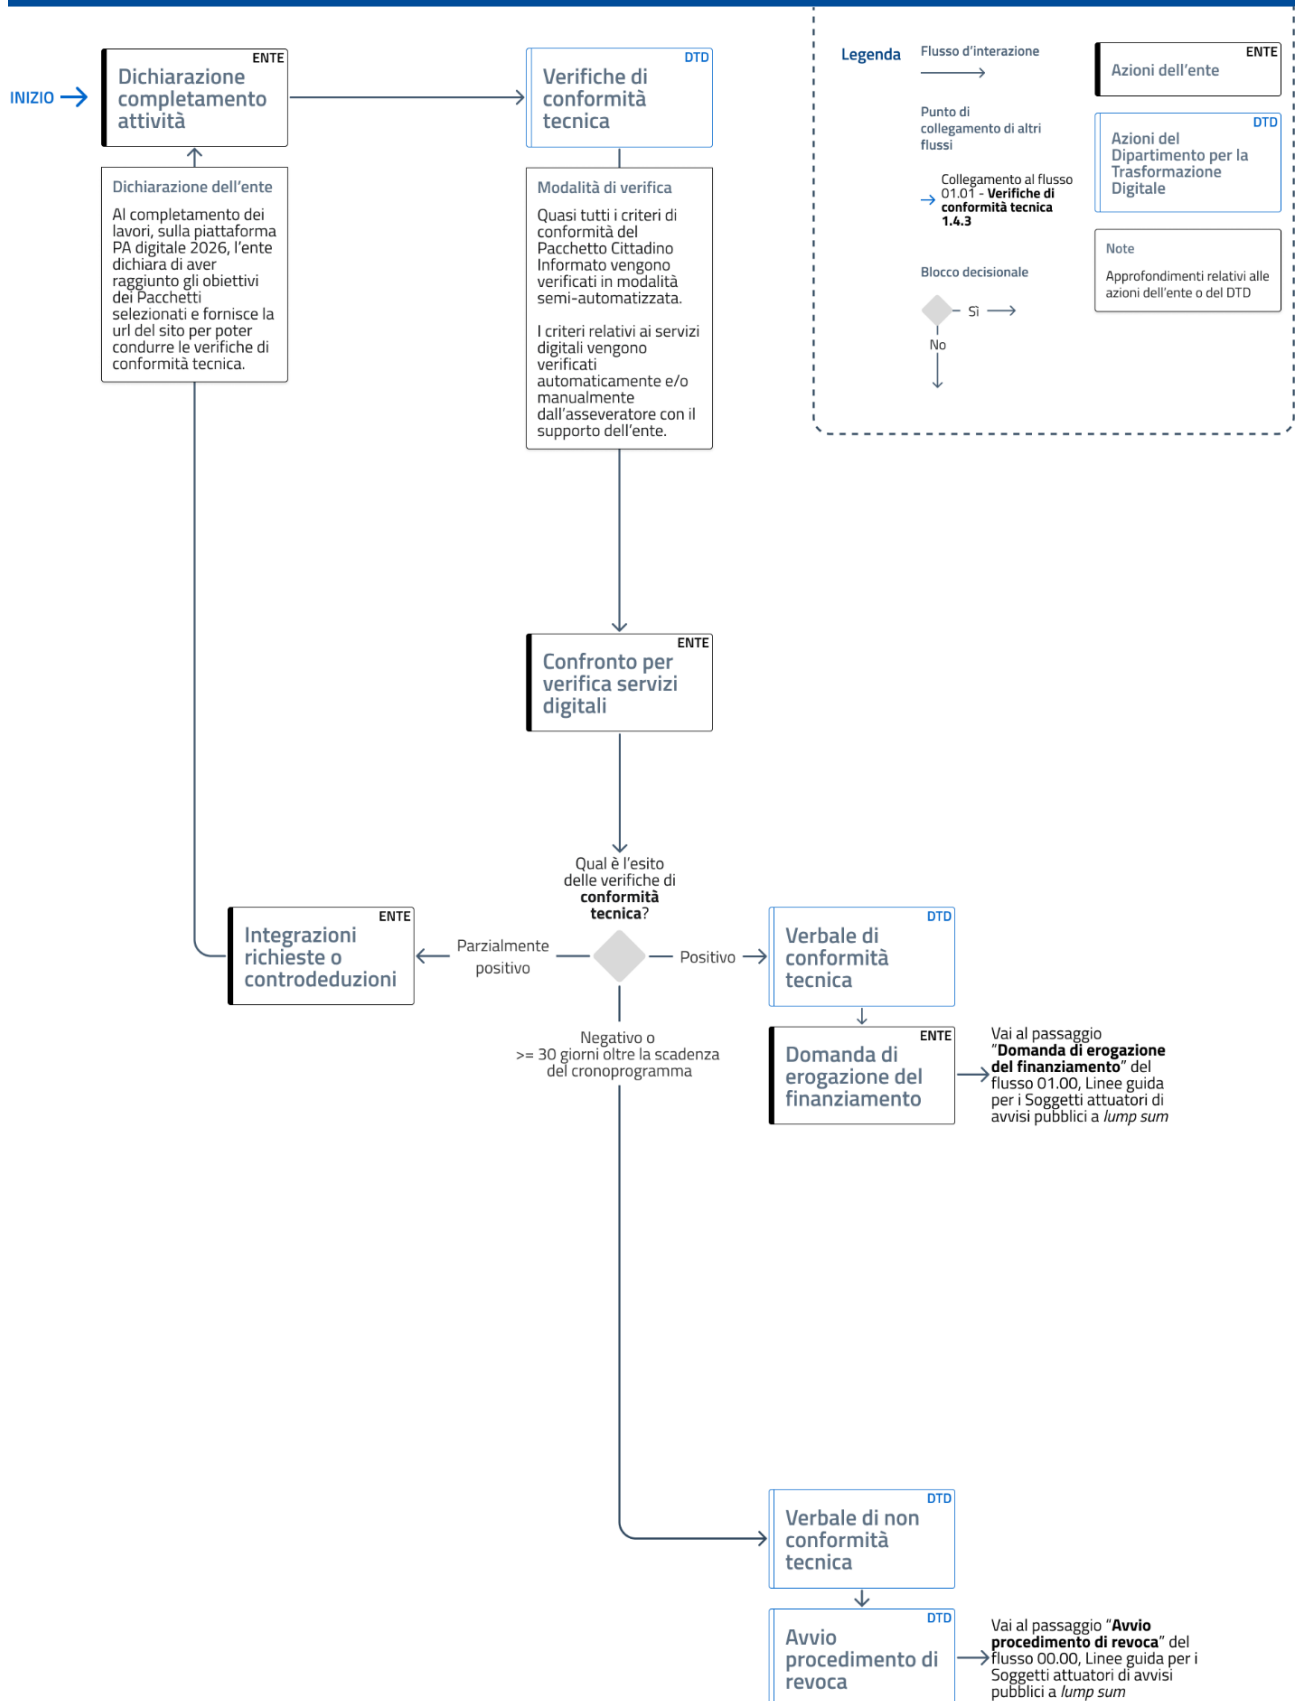 INIZIO
ENTE
Dichiarazione
completamento
attività
Dichiarazione dell'ente
Al completamento dei
lavori, sulla piattaforma
PA digitale 2026, l'ente
dichiara di aver
raggiunto gli obiettivi
dei Pacchetti
selezionati e fornisce la
url del sito per poter
condurre le verifiche di
conformità tecnica.
DTD
Verifiche di
conformità
tecnica
Modalità di verifica
Quasi tutti i criteri di
conformità del
Pacchetto Cittadino
Informato vengono
verificati in modalità
semi-automatizzata.
I criteri relativi ai servizi
digitali vengono
verificati
automaticamente e/o
manualmente
dall'asseveratore con il
supporto dell'ente.
Legenda
Flusso d'interazione
Punto di
collegamento di altri
flussi
Collegamento al flusso
01.01 - Verifiche di
conformità tecnica
1.4.3
Blocco decisionale
Sì
No
ENTE
Azioni dell'ente
DTD
Azioni del
Dipartimento per la
Trasformazione
Digitale
Note
Approfondimenti relativi alle
azioni dell'ente o del DTD
ENTE
Confronto per
verifica servizi
digitali
Qual è l'esito
delle verifiche di
conformità
tecnica?
ENTE
Integrazioni
richieste o
controdeduzioni
Parzialmente
positivo
Positivo
DTD
Verbale di
conformità
tecnica
Negativo o
>= 30 giorni oltre la scadenza
del cronoprogramma
ENTE
Domanda di
erogazione del
finanziamento
Vai al passaggio
"Domanda di erogazione
del finanziamento" del
flusso 01.00, Linee guida
per i Soggetti attuatori di
avvisi pubblici a lump sum
DTD
Verbale di non
conformità
tecnica
DTD
Avvio
procedimento di
revoca
Vai al passaggio "Avvio
procedimento di revoca" del
flusso 00.00, Linee guida per i
Soggetti attuatori di avvisi
pubblici a lump sum